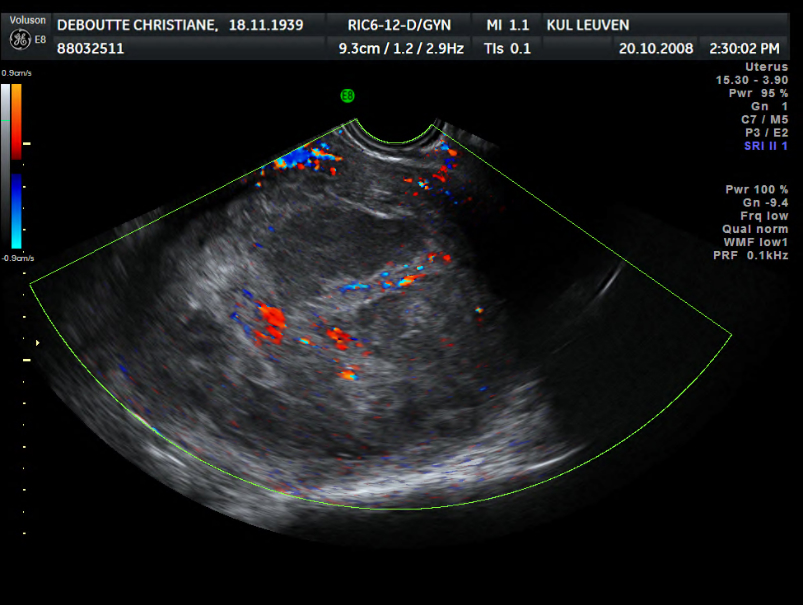 Voluson
E8
DEBOUTTE CHRISTIANE, 18.11.1939
RIC6-12-D/GYN
MI 1.1
KUL LEUVEN
88032511
9.3cm / 1.2 / 2.9Hz
TIs 0.1
20.10.2008
2:30:02 PM
0.9cm/s
-0.9cm/s
E8
Uterus
15.30 - 3.90
Pwr 95 %
Gn 1
C7 / M5
P3 / E2
SRI II 1
Pwr 100 %
Gn -9.4
Frq low
Qual norm
WMF low1
PRF 0.1kHz